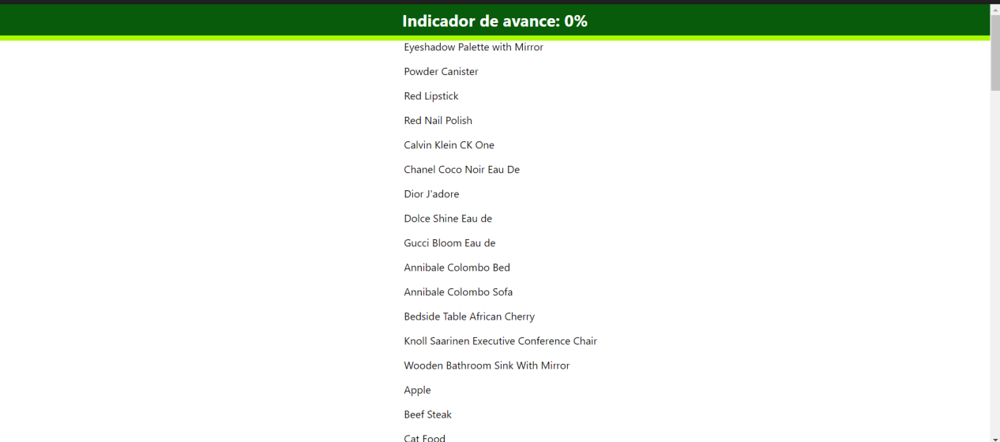 Indicador de avance: 0%
Eyeshadow Palette with Mirror
Powder Canister
Red Lipstick
Red Nail Polish
Calvin Klein CK One
Chanel Coco Noir Eau De
Dior J'adore
Dolce Shine Eau de
Gucci Bloom Eau de
Annibale Colombo Bed
Annibale Colombo Sofa
Bedside Table African Cherry
Knoll Saarinen Executive Conference Chair
Wooden Bathroom Sink With Mirror
Apple
Beef Steak
Cat Food